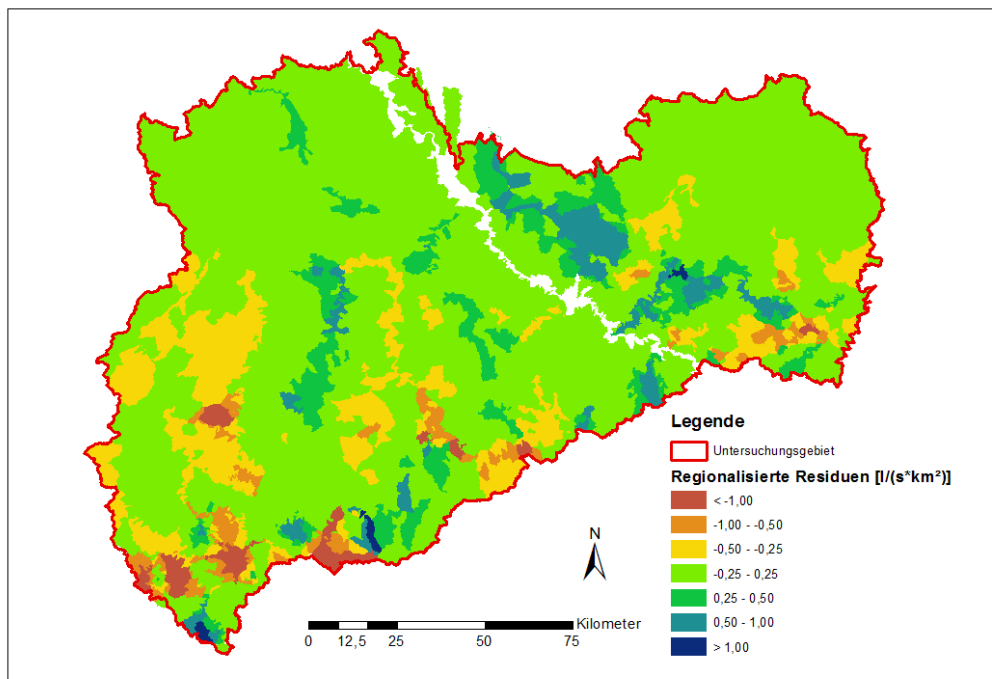 Legende
Untersuchungsgebiet
Regionalisierte Residuen [l/(s*km²)]
< -1,00
-1,00 - -0,50
-0,50 - -0,25
-0,25 - 0,25
0,25 - 0,50
0,50 - 1,00
> 1,00
N
Kilometer
0 12,5 25 50 75